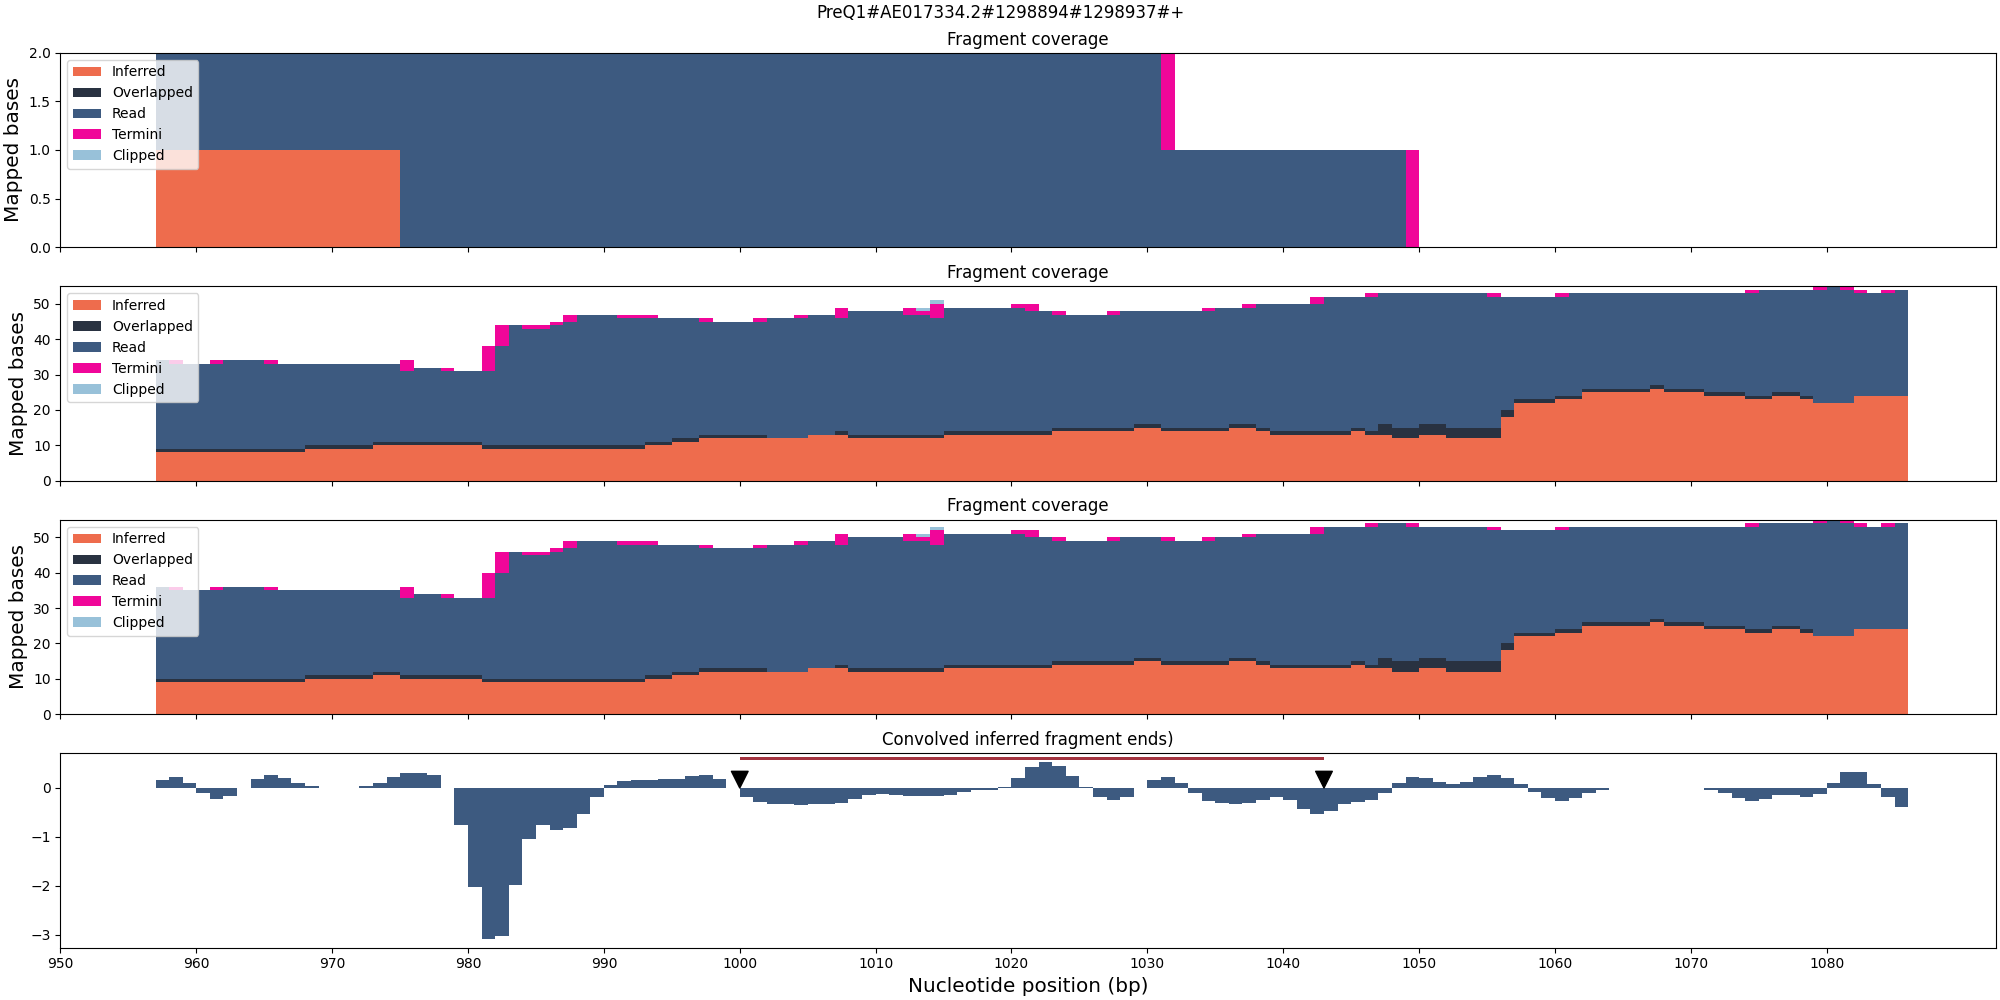 PreQ1#AE017334.2#1298894#1298937#+
Fragment coverage
Mapped bases
2.0
1.5
1.0
0.5
0.0
Inferred
Overlapped
Read
Termini
Clipped
Fragment coverage
Mapped bases
50
40
30
20
10
0
Inferred
Overlapped
Read
Termini
Clipped
Fragment coverage
Mapped bases
50
40
30
20
10
0
Inferred
Overlapped
Read
Termini
Clipped
Convolved inferred fragment ends)
0
−1
−2
−3
950 960 970 980 990 1000 1010 1020 1030 1040 1050 1060 1070 1080
Nucleotide position (bp)